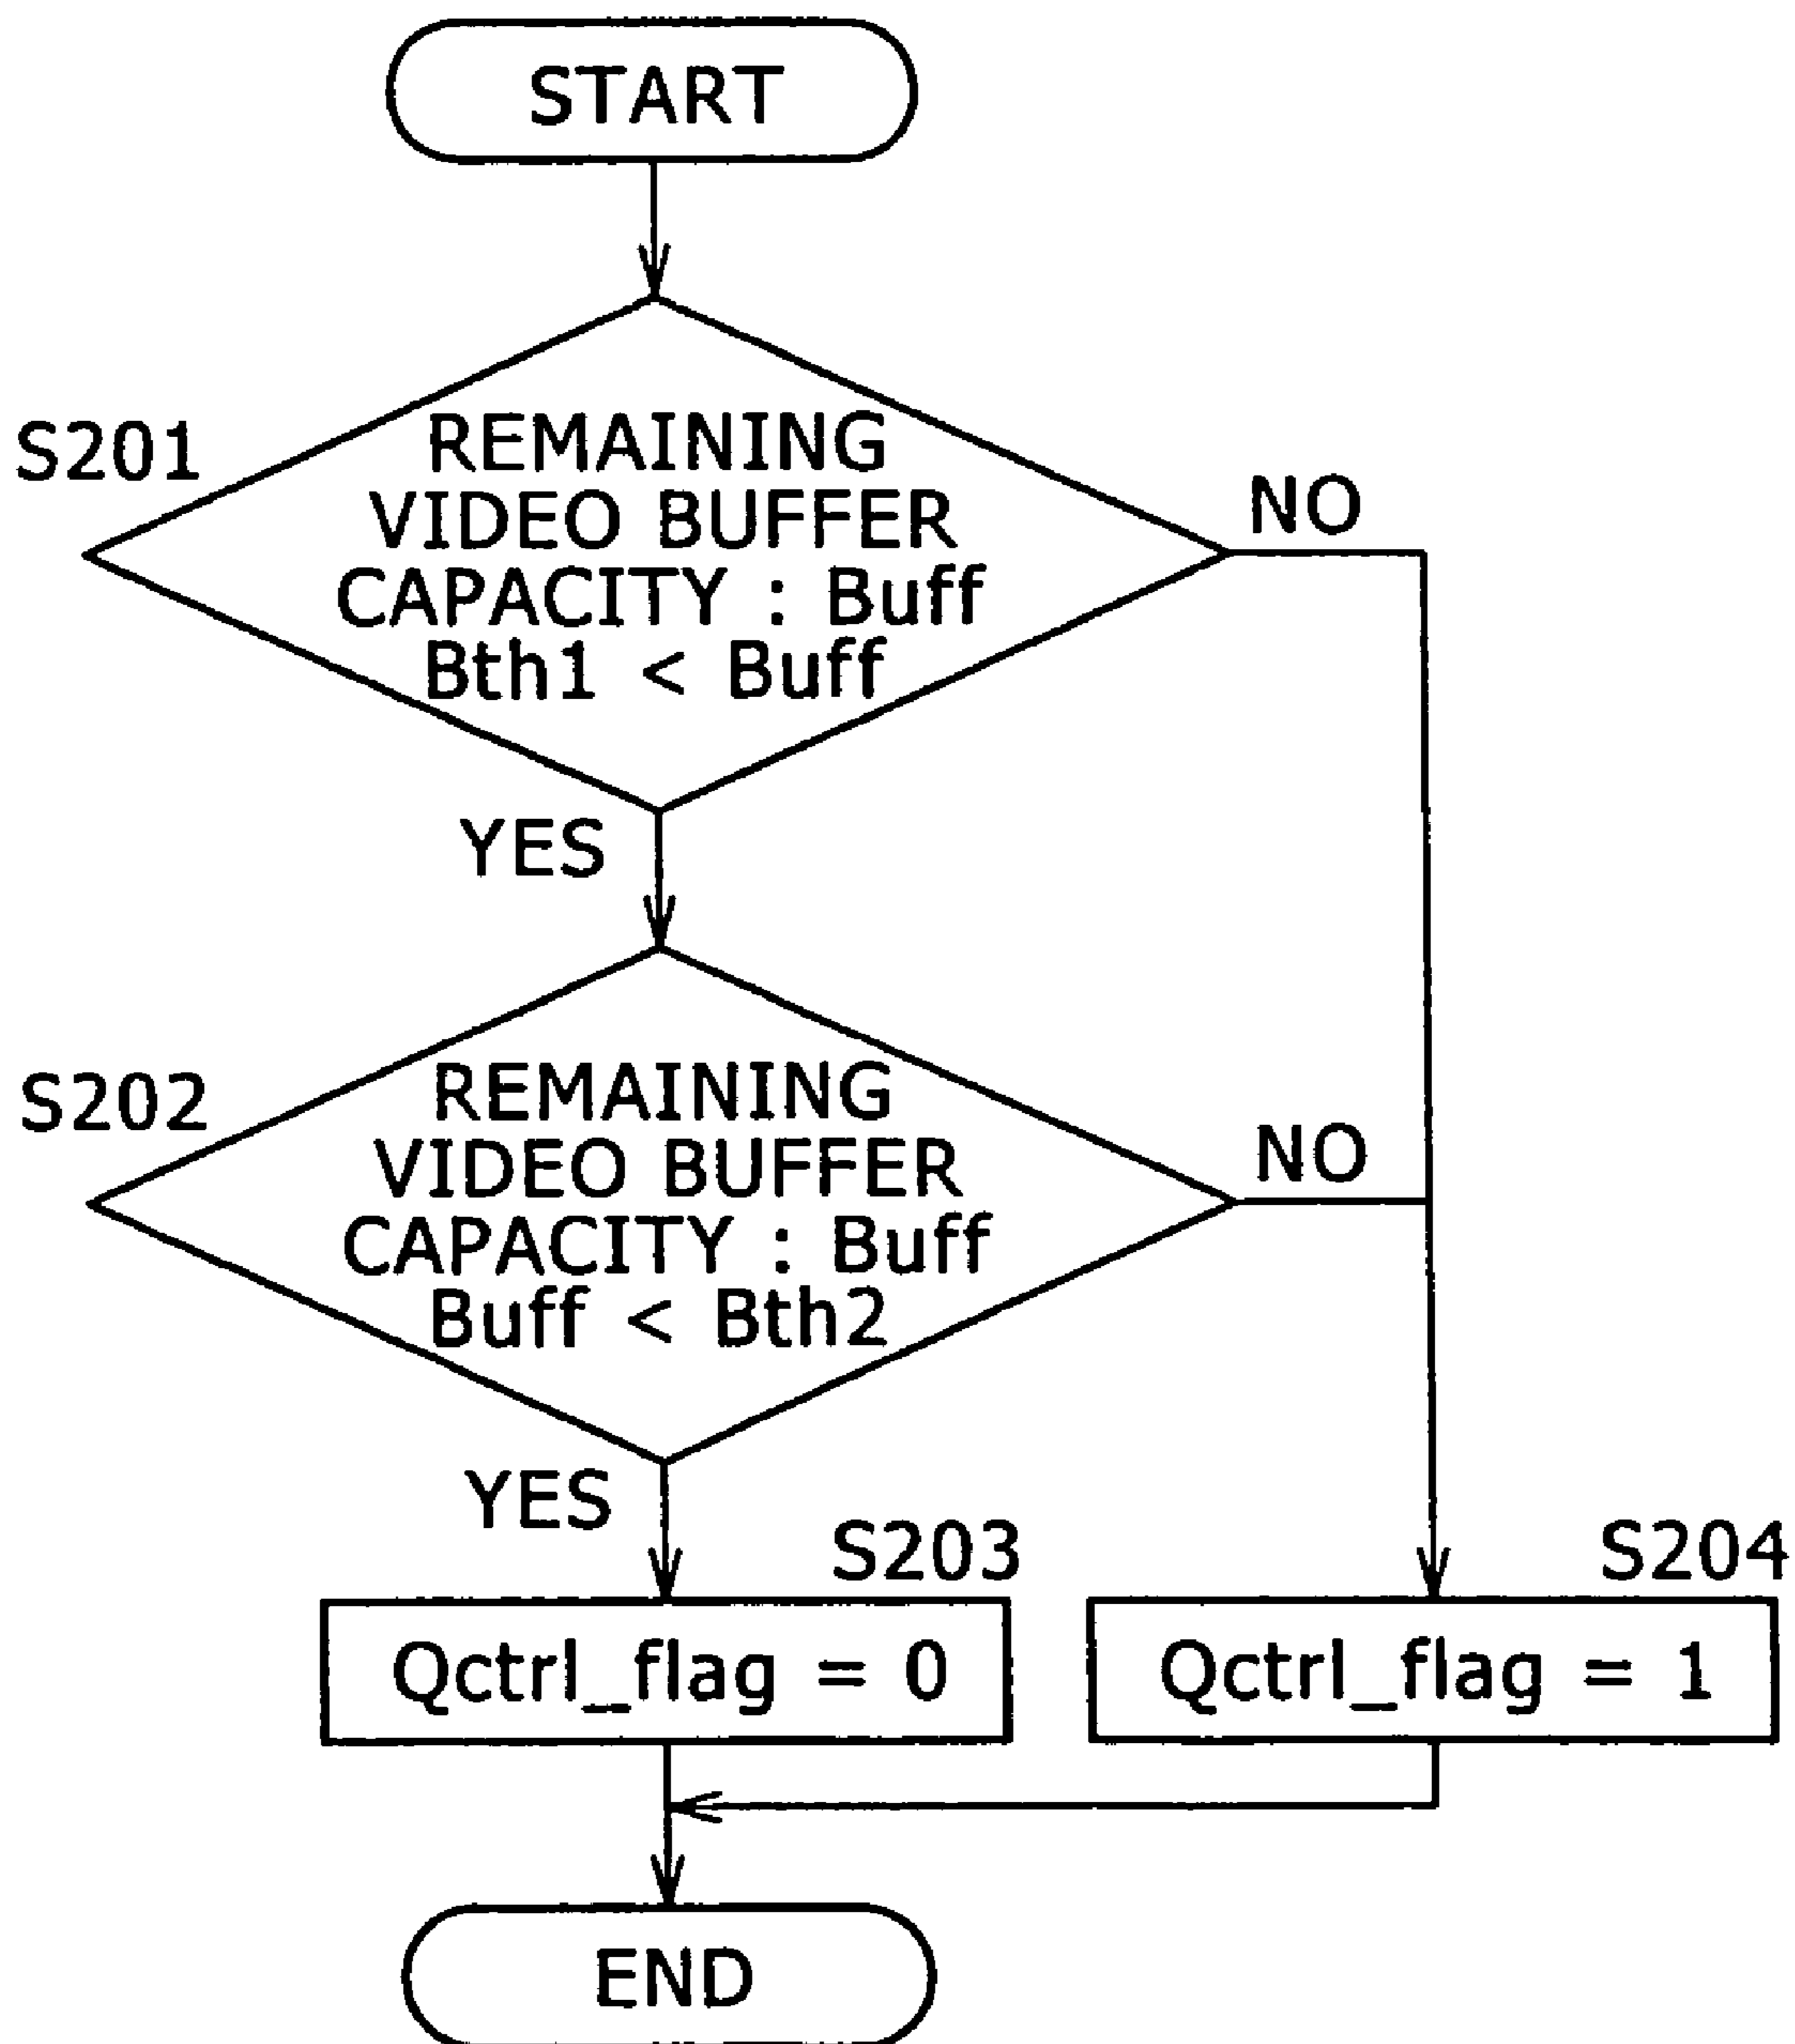 START
S201
REMAINING
VIDEO BUFFER
CAPACITY : Buff
Bth1 < Buff
NO
YES
S202
REMAINING
VIDEO BUFFER
CAPACITY : Buff
Buff < Bth2
NO
YES
S203
Qctrl_flag = 0
S204
Qctrl_flag = 1
END